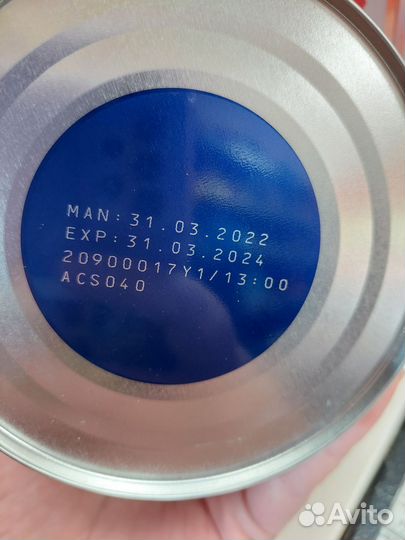 MAN: 31. 03. 2022
EXP: 31. 03. 2024
20900017Y1/13:00
ACS040
Avito